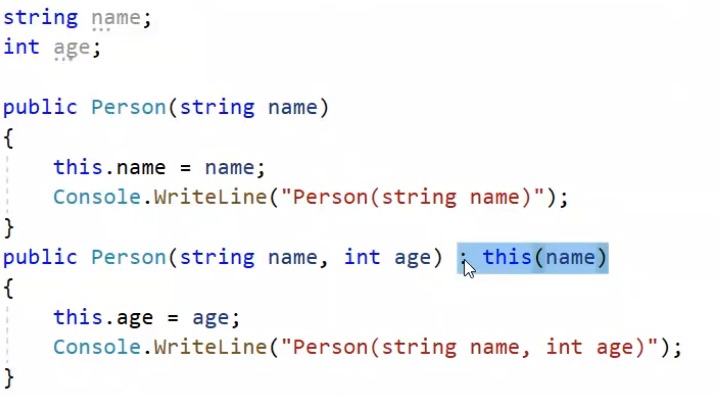 string name;
int age;
public Person(string name)
{
this.name = name;
Console.WriteLine("Person(string name)");
}
public Person(string name, int age) : this(name)
{
this.age = age;
Console.WriteLine("Person(string name, int age)");
}